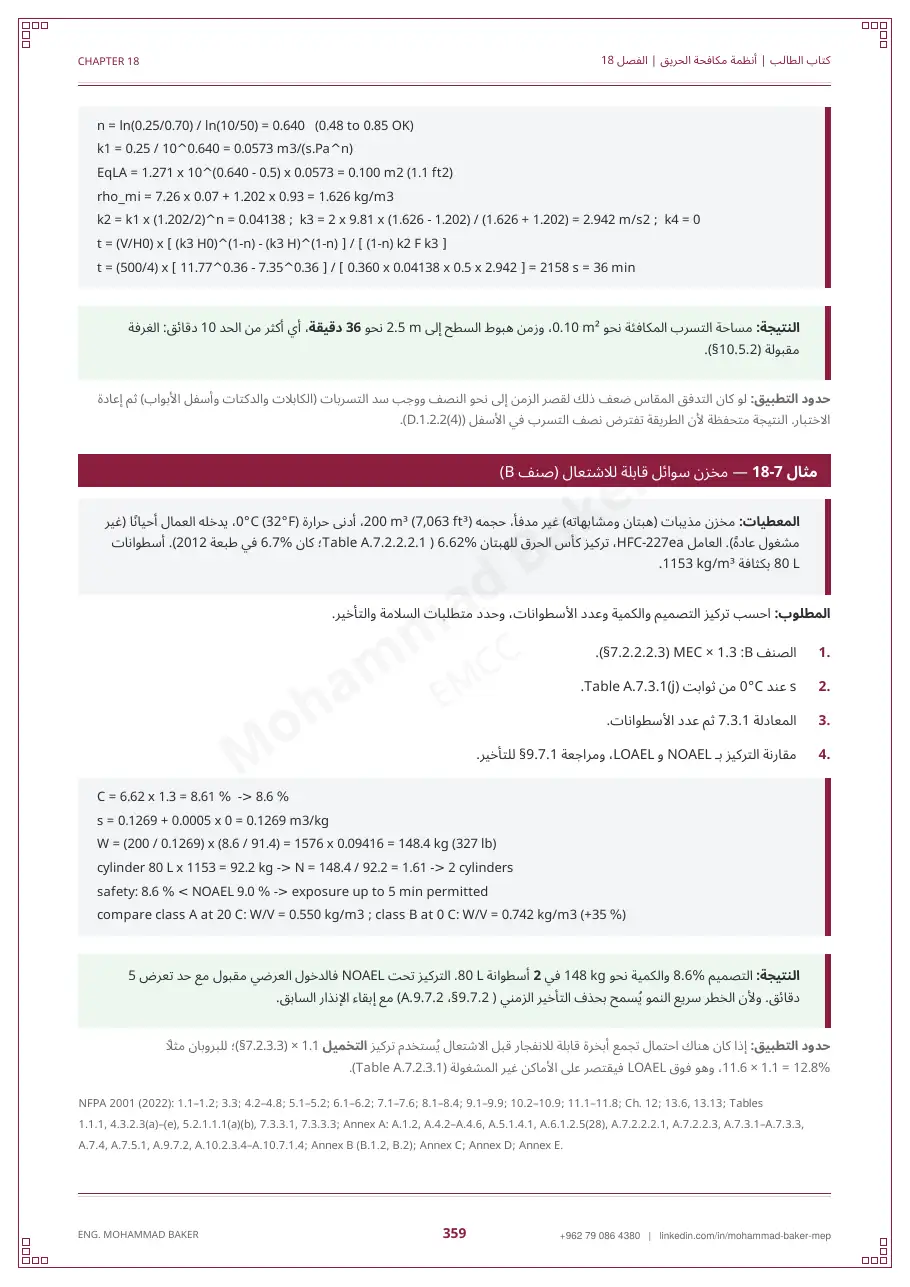 CHAPTER 18
كتاب الطالب | أنظمة مكافحة الحريق | الفصل 18
n = ln(0.25/0.70) / ln(10/50) = 0.640 (0.48 to 0.85 OK)
k1 = 0.25 / 10^0.640 = 0.0573 m3/(s.Pa^n)
EqLA = 1.271 x 10^(0.640 - 0.5) x 0.0573 = 0.100 m2 (1.1 ft2)
rho_mi = 7.26 x 0.07 + 1.202 x 0.93 = 1.626 kg/m3
k2 = k1 x (1.202/2)^n = 0.04138 ; k3 = 2 x 9.81 x (1.626 - 1.202) / (1.626 + 1.202) = 2.942 m/s2 ; k4 = 0
t = (V/H0) x [ (k3 H0)^(1-n) - (k3 H)^(1-n) ] / [ (1-n) k2 F k3 ]
t = (500/4) x [ 11.77^0.36 - 7.35^0.36 ] / [ 0.360 x 0.04138 x 0.5 x 2.942 ] = 2158 s = 36 min
النتيجة: مساحة التسرب المكافئة نحو 0.10 m²، وزمن هبوط السطح إلى 2.5 m نحو 36 دقيقة، أي أكثر من الحد 10 دقائق: الغرفة
مقبولة (§10.5.2).
حدود التطبيق: لو كان التدفق المقاس ضعف ذلك لقصر الزمن إلى نحو النصف ووجب سد التسربات (الكابلات والدكتات وأسفل الأبواب) ثم إعادة
الاختبار. النتيجة متحفظة لأن الطريقة تفترض نصف التسرب في الأسفل (D.1.2.2(4)).
مثال 7-18 — مخزن سوائل قابلة للاشتعال (صنف B)
المعطيات: مخزن مذيبات (هبتان ومشابهاته) غير مدفأ، حجمه 200 m³ (7,063 ft³)، أدنى حرارة 0°C (32°F)، يدخله العمال أحيانًا (غير
مشغول عادةً). العامل HFC-227ea، تركيز كأس الحرق للهبتان 6.62% ( Table A.7.2.2.2.1؛ كان 6.7% في طبعة 2012). أسطوانات
80 L بكثافة 1153 kg/m³.
المطلوب: احسب تركيز التصميم والكمية وعدد الأسطوانات، وحدد متطلبات السلامة والتأخير.
1. الصنف B: MEC × 1.3 (§7.2.2.2.3).
2. s عند 0°C من ثوابت Table A.7.3.1(j).
3. المعادلة 7.3.1 ثم عدد الأسطوانات.
4. مقارنة التركيز بـ NOAEL و LOAEL، ومراجعة §9.7.1 للتأخير.
C = 6.62 x 1.3 = 8.61 % -> 8.6 %
s = 0.1269 + 0.0005 x 0 = 0.1269 m3/kg
W = (200 / 0.1269) x (8.6 / 91.4) = 1576 x 0.09416 = 148.4 kg (327 lb)
cylinder 80 L x 1153 = 92.2 kg -> N = 148.4 / 92.2 = 1.61 -> 2 cylinders
safety: 8.6 % < NOAEL 9.0 % -> exposure up to 5 min permitted
compare class A at 20 C: W/V = 0.550 kg/m3 ; class B at 0 C: W/V = 0.742 kg/m3 (+35 %)
النتيجة: التصميم 8.6% والكمية نحو 148 kg في 2 أسطوانة 80 L. التركيز تحت NOAEL فالدخول العرضي مقبول مع حد تعرض 5
دقائق. ولأن الخطر سريع النمو يُسمح بحذف التأخير الزمني ( §9.7.2، A.9.7.2) مع إبقاء الإنذار السابق.
حدود التطبيق: إذا كان هناك احتمال تجمع أبخرة قابلة للانفجار قبل الاشتعال يُستخدم تركيز التخميل × 1.1 (§7.2.3.3)؛ للبروبان مثلًا
11.6 × 1.1 = 12.8%، وهو فوق LOAEL فيقتصر على الأماكن غير المشغولة (Table A.7.2.3.1).
NFPA 2001 (2022): 1.1–1.2; 3.3; 4.2–4.8; 5.1–5.2; 6.1–6.2; 7.1–7.6; 8.1–8.4; 9.1–9.9; 10.2–10.9; 11.1–11.8; Ch. 12; 13.6, 13.13; Tables
1.1.1, 4.3.2.3(a)–(e), 5.2.1.1.1(a)(b), 7.3.3.1, 7.3.3.3; Annex A: A.1.2, A.4.2–A.4.6, A.5.1.4.1, A.6.1.2.5(28), A.7.2.2.2.1, A.7.2.2.3, A.7.3.1–A.7.3.3,
A.7.4, A.7.5.1, A.9.7.2, A.10.2.3.4–A.10.7.1.4; Annex B (B.1.2, B.2); Annex C; Annex D; Annex E.
Mohammad Baker
EMCC
ENG. MOHAMMAD BAKER
359
+962 79 086 4380 | linkedin.com/in/mohammad-baker-mep